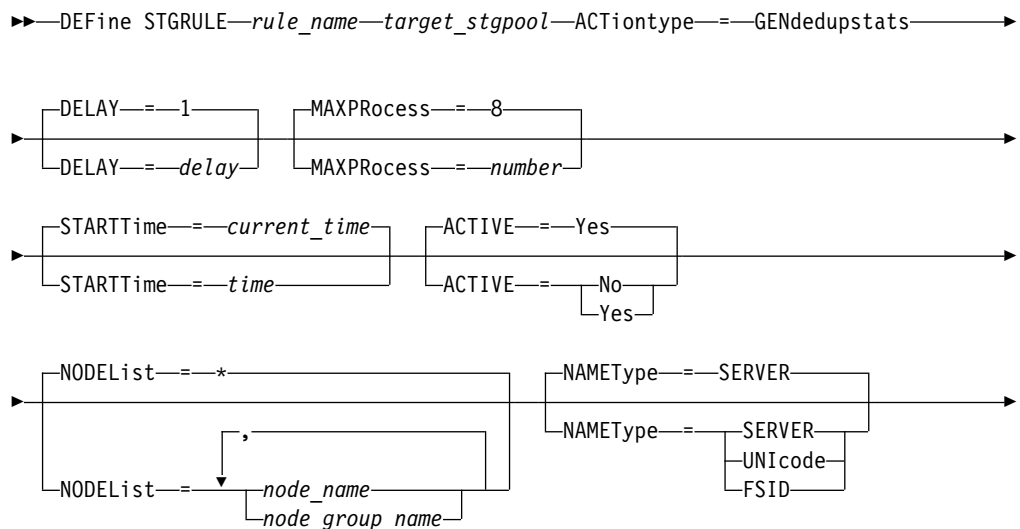 DEFine STGRULE rule_name target_stgpool ACTiontype = GENdedupstats
DELAY = 1 MAXPRocess = 8
DELAY = delay MAXPRocess = number
STARTTime = current_time ACTIVE = Yes
STARTTime = time ACTIVE = No
Yes
NODEList = * NAMEType = SERVER
, NAMEType = SERVER
UNIcode
NODEList = node_name FSID
node_group_name